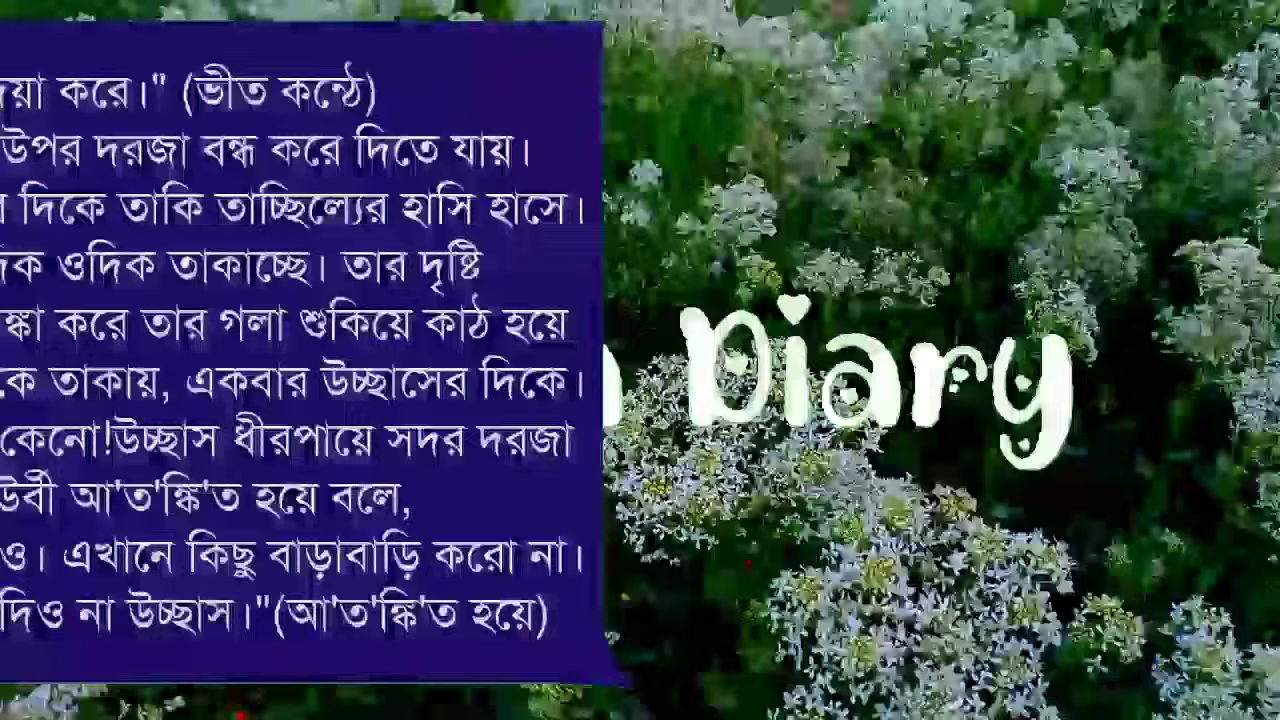 করে।" (ভীত কন্ঠে)
উপর দরজা বন্ধ করে দিতে যায়।
দিকে তাকি তাচ্ছিল্যের হাসি হাসে।
ওদিক তাকাচ্ছে। তার দৃষ্টি
করে তার গলা শুকিয়ে কাঠ হয়ে
তাকায়, একবার উচ্ছাসের দিকে।
কেনো!উচ্ছাস ধীরপায়ে সদর দরজা
আ'ত'ঙ্কি'ত হয়ে বলে,
এখানে কিছু বাড়াবাড়ি করো না।
না উচ্ছাস।"(আ'ত'ঙ্কি'ত হয়ে)
Diary